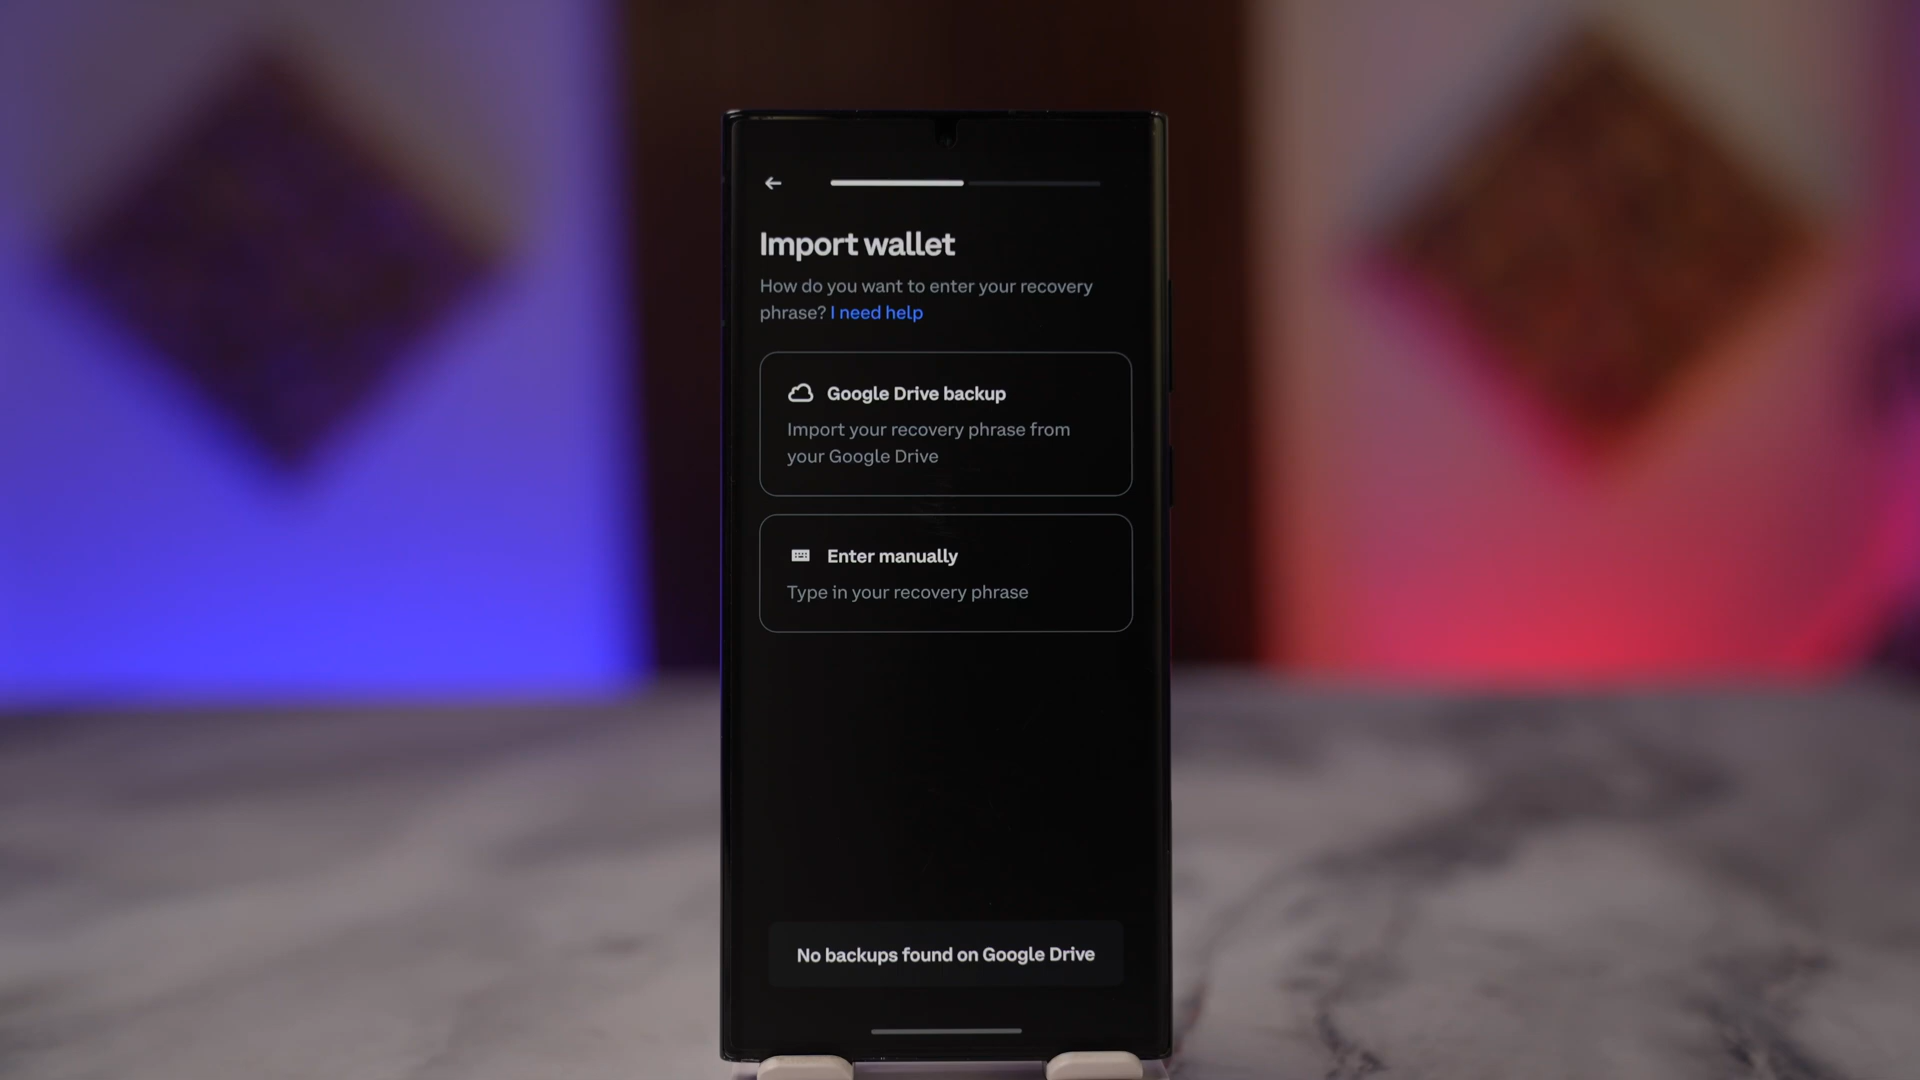 Import wallet
How do you want to enter your recovery
phrase? I need help
Google Drive backup
Import your recovery phrase from
your Google Drive
Enter manually
Type in your recovery phrase
No backups found on Google Drive